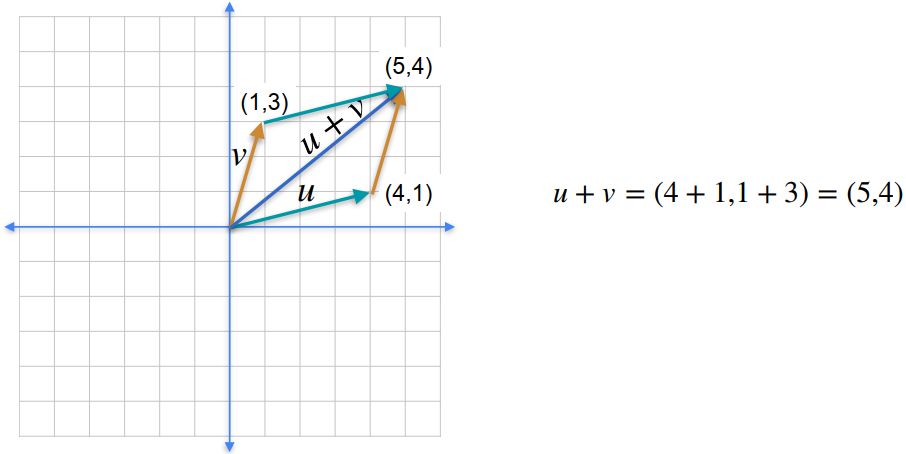 (5,4)
(1,3)
u + v
v
u
(4,1)
u + v = (4 + 1,1 + 3) = (5,4)